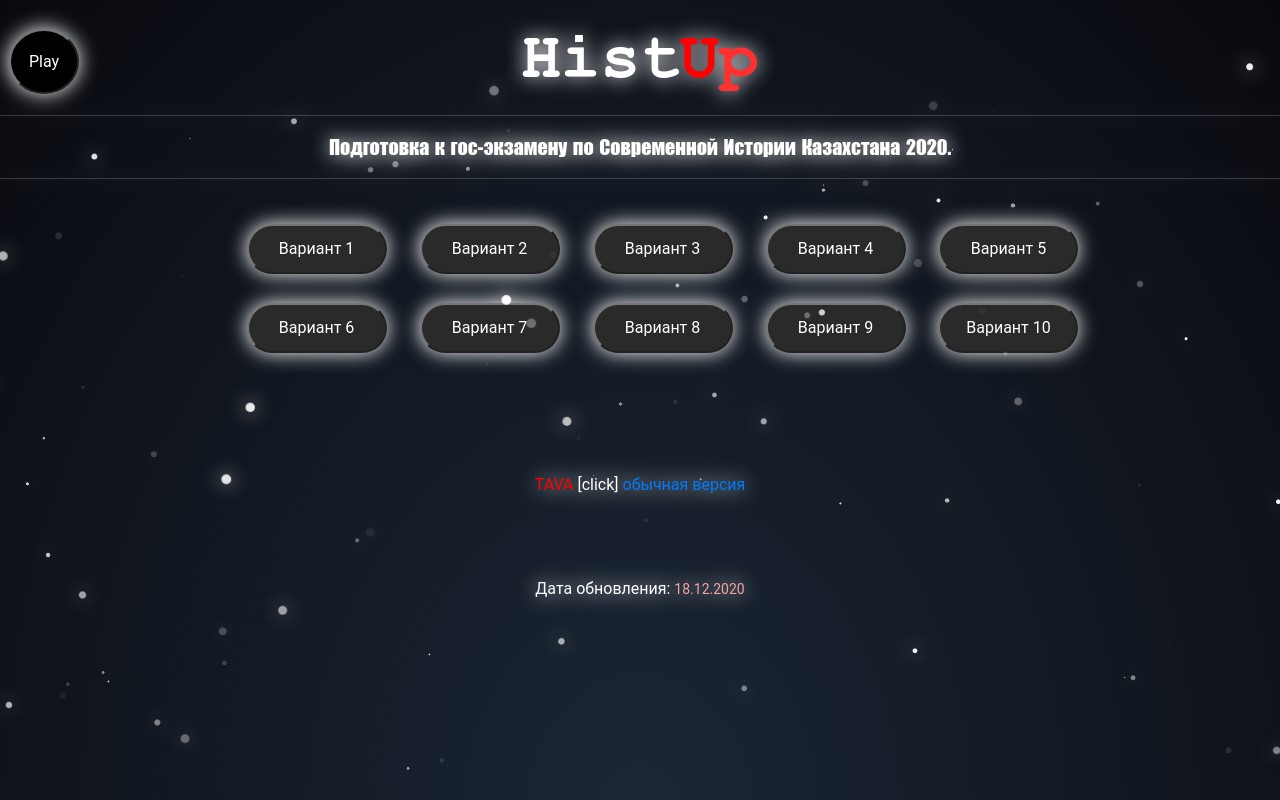 Play
HistUp
Подготовка к гос-экзамену по Современной Истории Казахстана 2020.
Вариант 1 Вариант 2 Вариант 3 Вариант 4 Вариант 5
Вариант 6 Вариант 7 Вариант 8 Вариант 9 Вариант 10
TAVA [click] обычная версия
Дата обновления: 18.12.2020